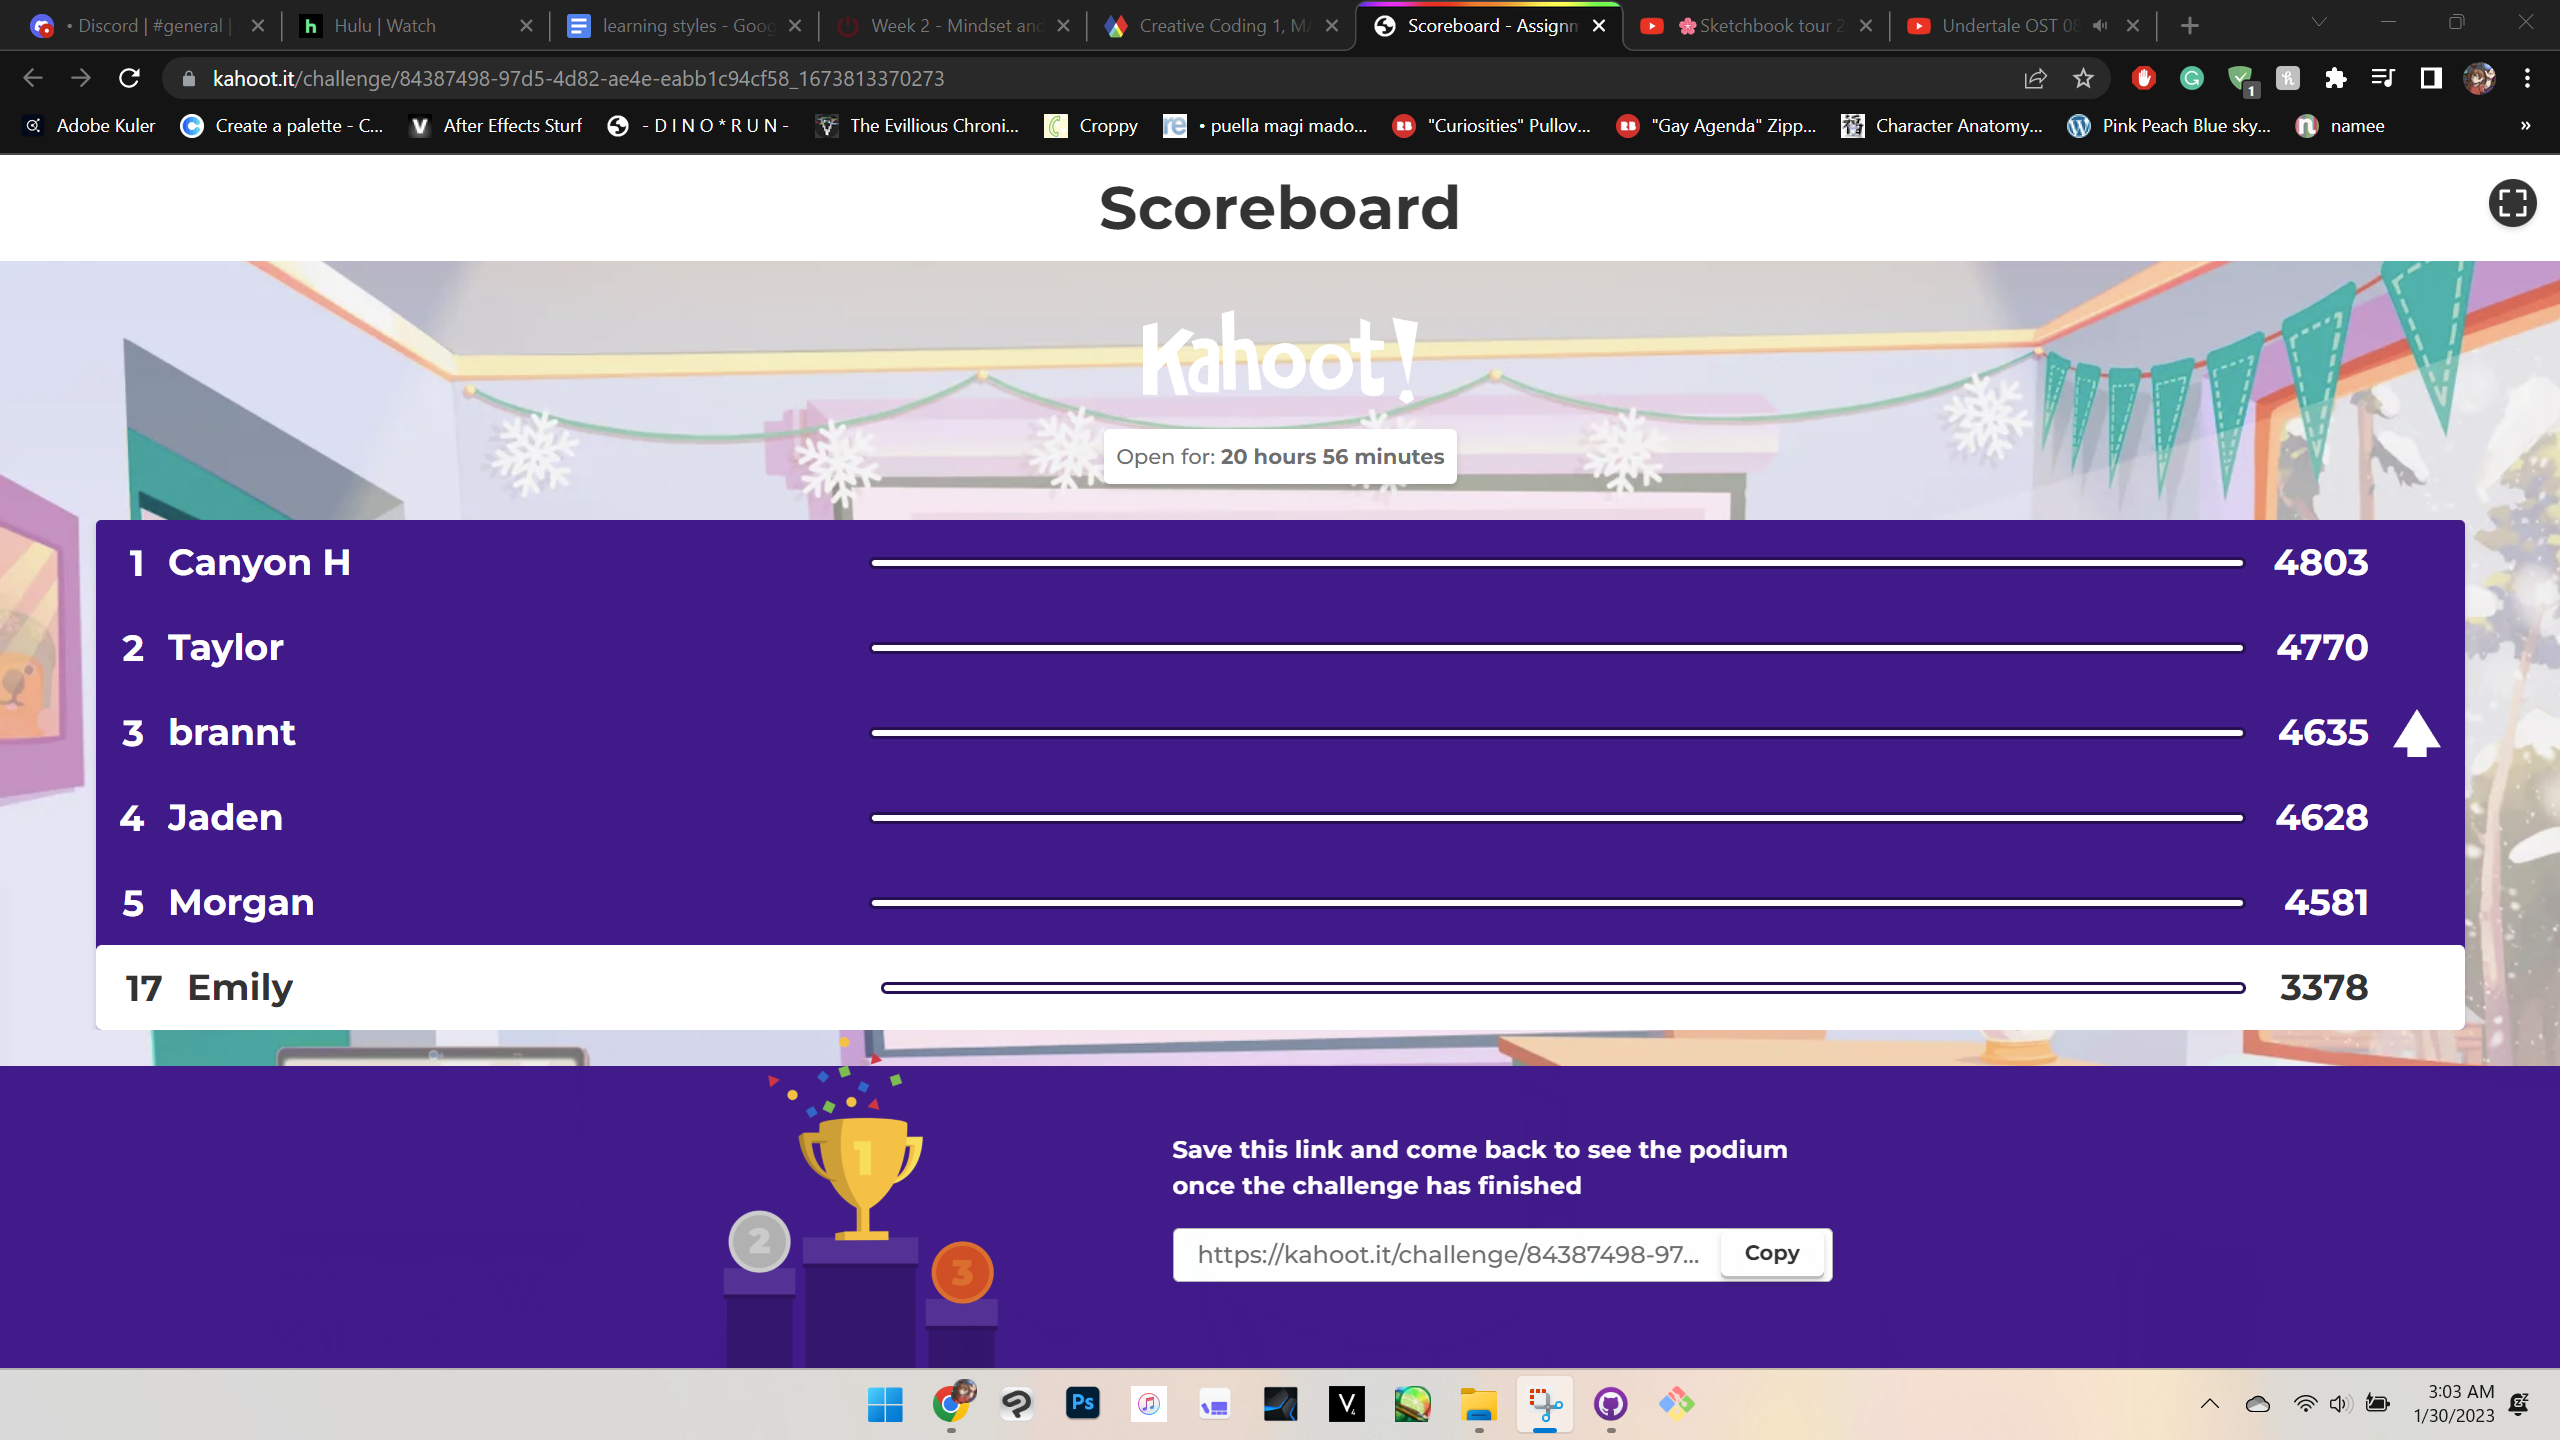 • Discord | #general |
Hulu | Watch
learning styles - Goog
Week 2 - Mindset and
Creative Coding 1, MA
Scoreboard - Assignm
Sketchbook tour 2
Undertale OST 08
kahoot.it/challenge/84387498-97d5-4d82-ae4e-eabb1c94cf58_1673813370273
1
Adobe Kuler
Create a palette - C...
After Effects Sturf
- D I N O * R U N -
The Evillious Chroni...
Croppy
• puella magi mado...
"Curiosities" Pullov...
"Gay Agenda" Zipp...
Character Anatomy...
Pink Peach Blue sky...
namee
»
Scoreboard
Kahoot!
Open for: 20 hours 56 minutes
1 Canyon H 4803
2 Taylor 4770
3 brannt 4635
4 Jaden 4628
5 Morgan 4581
17 Emily 3378
1
2
3
Save this link and come back to see the podium
once the challenge has finished
https://kahoot.it/challenge/84387498-97... Copy
Ps
3:03 AM
1/30/2023